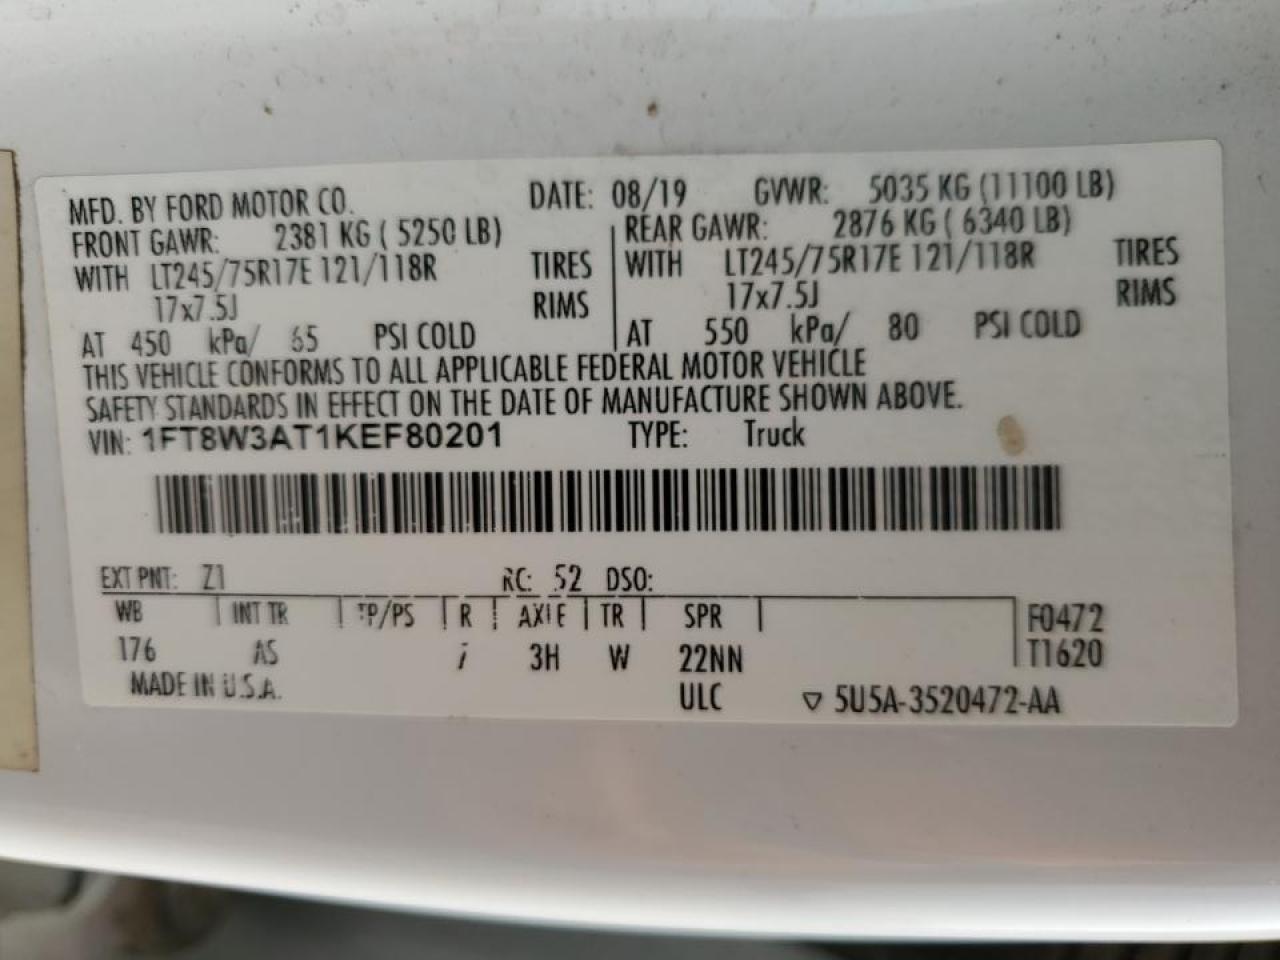 MFD. BY FORD MOTOR CO. DATE: 08/19 GVWR: 5035 KG (11100 LB)
FRONT GAWR: 2381 KG ( 5250 LB) REAR GAWR: 2876 KG ( 6340 LB)
WITH LT245/75R17E 121/118R TIRES WITH LT245/75R17E 121/118R TIRES
17x7.5J RIMS 17x7.5J RIMS
AT 450 kPa/ 65 PSI COLD AT 550 kPa/ 80 PSI COLD
THIS VEHICLE CONFORMS TO ALL APPLICABLE FEDERAL MOTOR VEHICLE
SAFETY STANDARDS IN EFFECT ON THE DATE OF MANUFACTURE SHOWN ABOVE.
VIN: 1FT8W3AT1KEF80201 TYPE: Truck
EXT PNT: Z1 RC: 52 DSO:
WB INT TR TP/PS R AXLE TR SPR F0472
176 AS 3H W 22NN T1620
MADE IN U.S.A. ULC ▽ 5U5A-3520472-AA